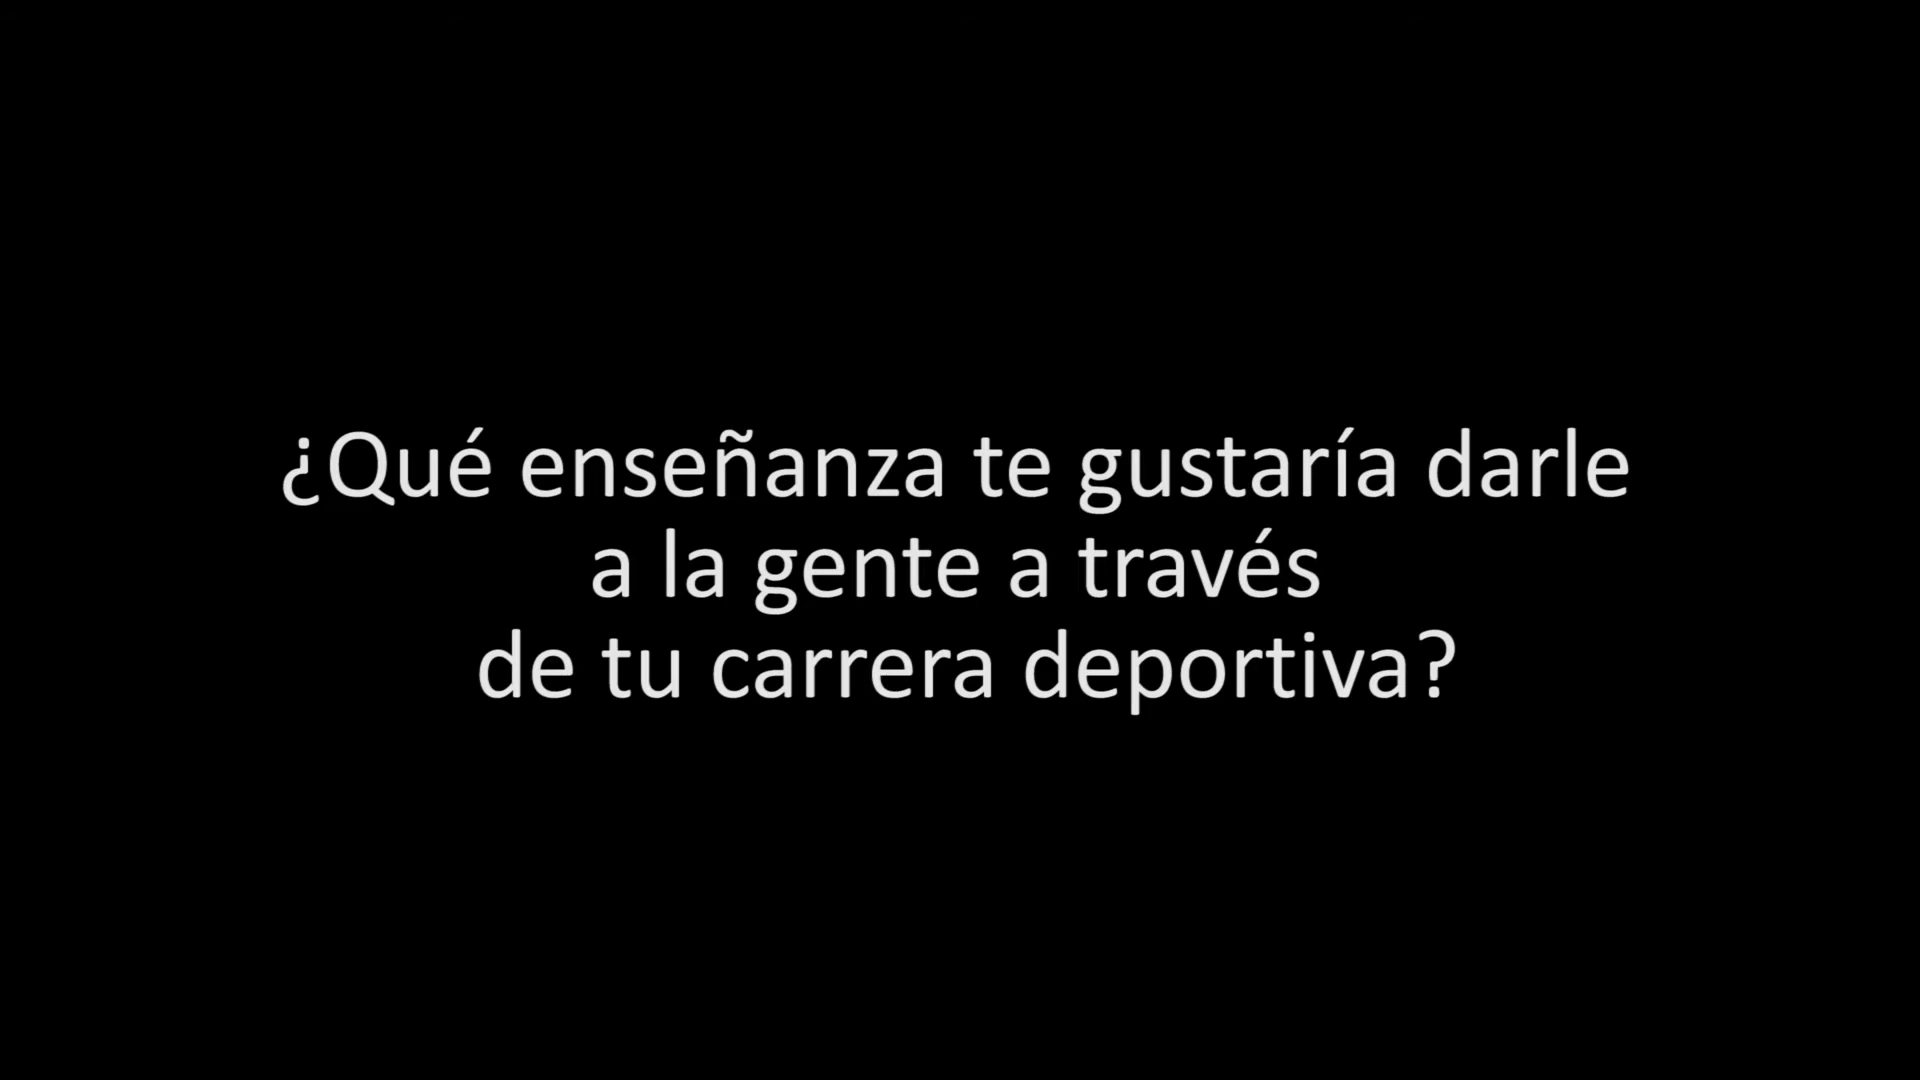 ¿Qué enseñanza te gustaría darle
a la gente a través
de tu carrera deportiva?